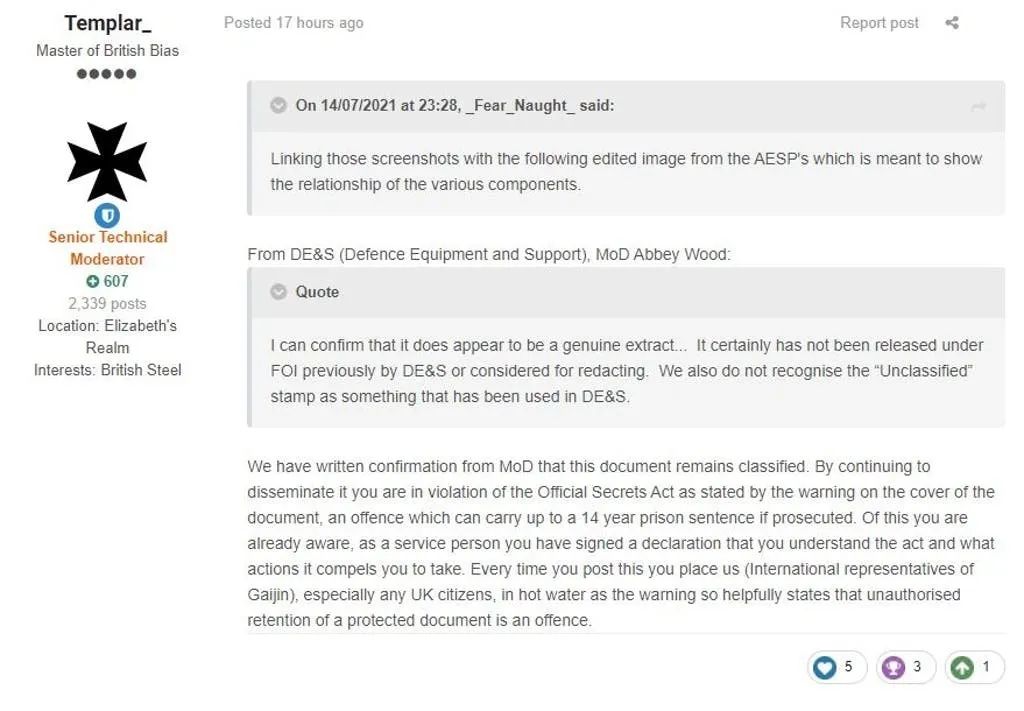 Templar_
Master of British Bias
Senior Technical
Moderator
607
2,339 posts
Location: Elizabeth's
Realm
Interests: British Steel
Posted 17 hours ago
Report post
On 14/07/2021 at 23:28, _Fear_Naught_ said:
Linking those screenshots with the following edited image from the AESP's which is meant to show
the relationship of the various components.
From DE&S (Defence Equipment and Support), MoD Abbey Wood:
Quote
I can confirm that it does appear to be a genuine extract... It certainly has not been released under
FOI previously by DE&S or considered for redacting. We also do not recognise the “Unclassified”
stamp as something that has been used in DE&S.
We have written confirmation from MoD that this document remains classified. By continuing to
disseminate it you are in violation of the Official Secrets Act as stated by the warning on the cover of the
document, an offence which can carry up to a 14 year prison sentence if prosecuted. Of this you are
already aware, as a service person you have signed a declaration that you understand the act and what
actions it compels you to take. Every time you post this you place us (International representatives of
Gaijin), especially any UK citizens, in hot water as the warning so helpfully states that unauthorised
retention of a protected document is an offence.
5
3
1